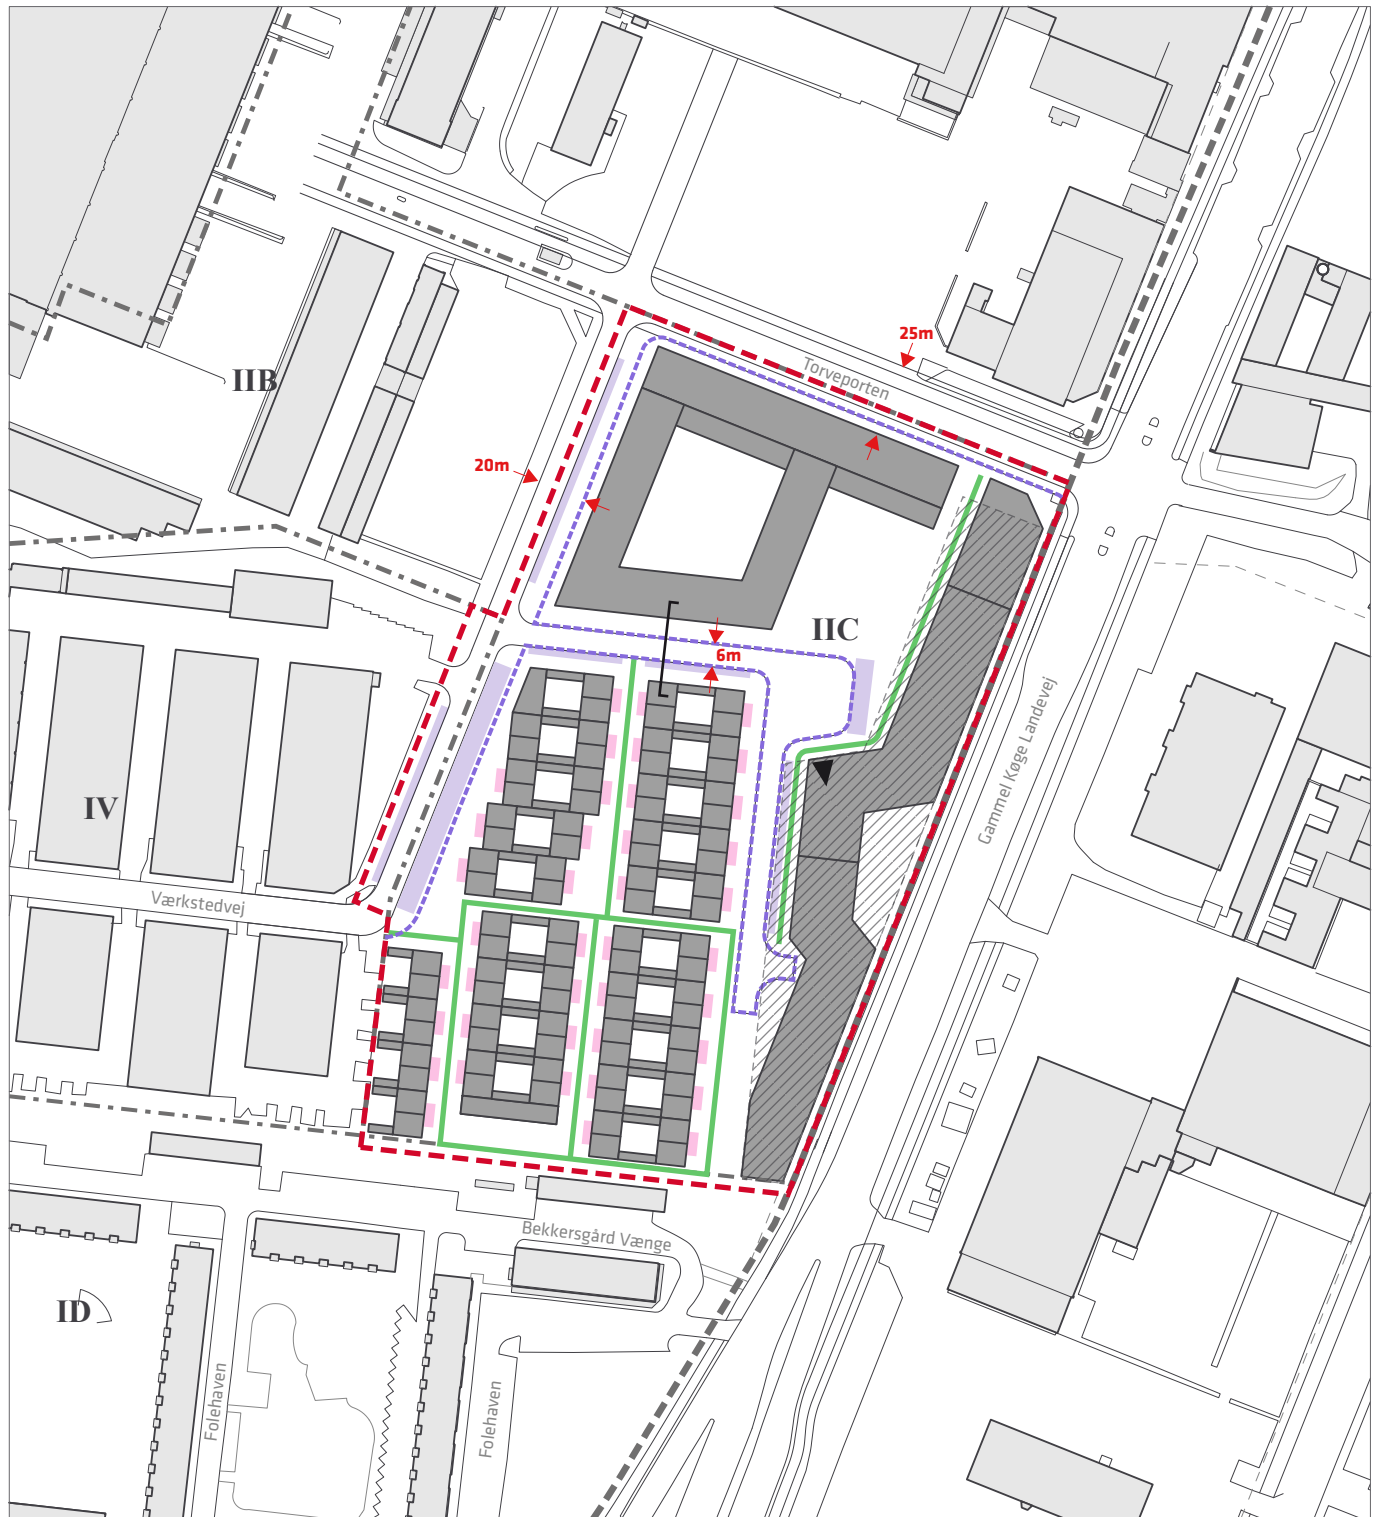 25m
Torveporten
IIB
20m
IIC
6m
Gammel Køge Landevej
IV
Værkstedvej
Bekkersgård Vænge
ID
Folehaven
Folehaven